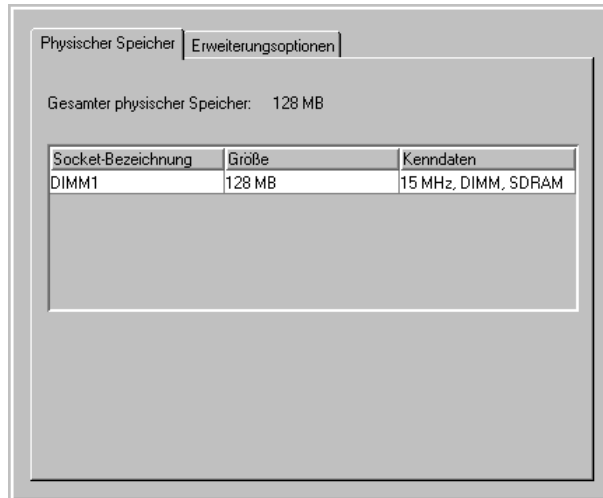 Physischer Speicher Erweiterungsoptionen
Gesamter physischer Speicher: 128 MB
Socket-Bezeichnung Größe Kenndaten
DIMM1 128 MB 15 MHz, DIMM, SDRAM